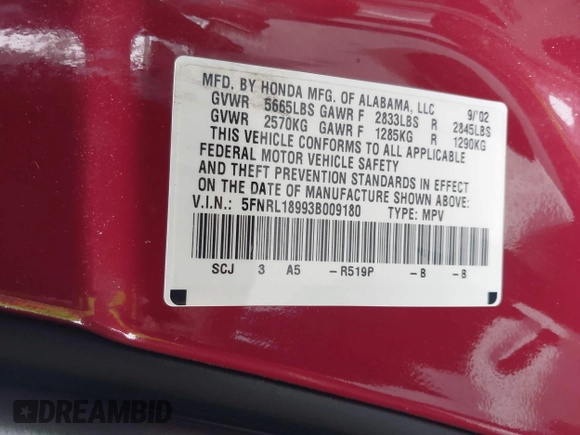 MFD. BY HONDA MFG. OF ALABAMA, LLC 9/'02
GVWR 5665LBS GAWR F 2833LBS R 2845LBS
GVWR 2570KG GAWR F 1285KG R 1290KG
THIS VEHICLE CONFORMS TO ALL APPLICABLE
FEDERAL MOTOR VEHICLE SAFETY
AND THEFT PREVENTION STANDARDS IN EFFECT
ON THE DATE OF MANUFACTURE SHOWN ABOVE:
V.I.N.: 5FNRL18993B009180 TYPE: MPV
SCJ 3 A5 -R519P -B -B
DREAMBID